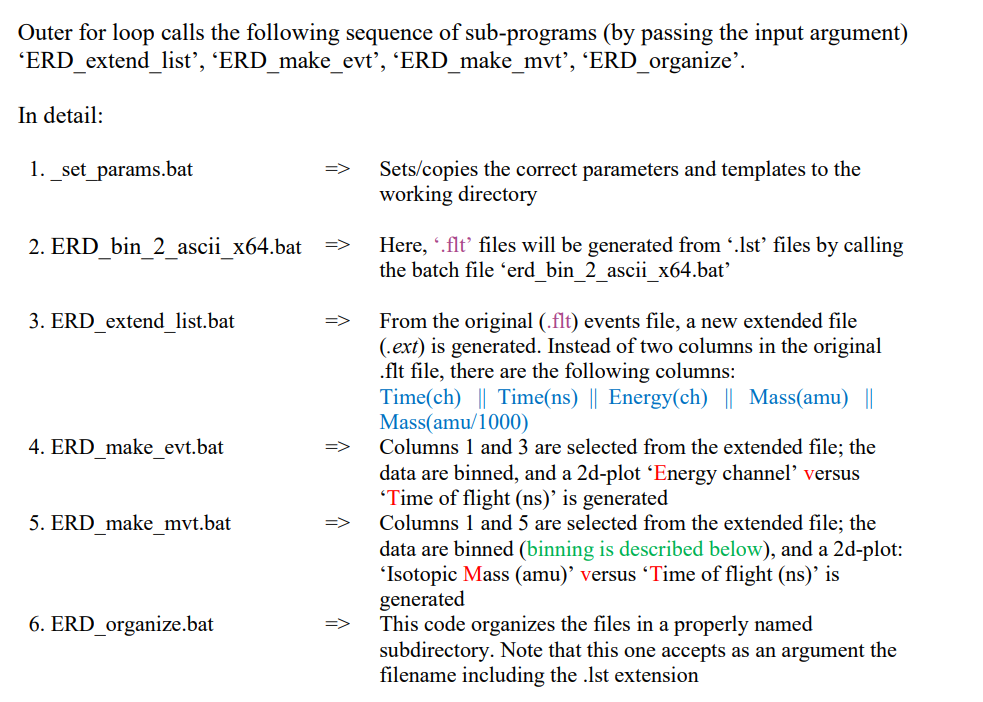 Outer for loop calls the following sequence of sub-programs (by passing the input argument)
‘ERD_extend_list’, ‘ERD_make_evt’, ‘ERD_make_mvt’, ‘ERD_organize’.
In detail:
1. _set_params.bat => Sets/copies the correct parameters and templates to the
working directory
2. ERD_bin_2_ascii_x64.bat => Here, ‘.flt’ files will be generated from ‘.lst’ files by calling
the batch file ‘erd_bin_2_ascii_x64.bat’
3. ERD_extend_list.bat => From the original (.flt) events file, a new extended file
(.ext) is generated. Instead of two columns in the original
.flt file, there are the following columns:
Time(ch) || Time(ns) || Energy(ch) || Mass(amu) ||
Mass(amu/1000)
4. ERD_make_evt.bat => Columns 1 and 3 are selected from the extended file; the
data are binned, and a 2d-plot ‘Energy channel’ versus
‘Time of flight (ns)’ is generated
5. ERD_make_mvt.bat => Columns 1 and 5 are selected from the extended file; the
data are binned (binning is described below), and a 2d-plot:
‘Isotopic Mass (amu)’ versus ‘Time of flight (ns)’ is
generated
6. ERD_organize.bat => This code organizes the files in a properly named
subdirectory. Note that this one accepts as an argument the
filename including the .lst extension